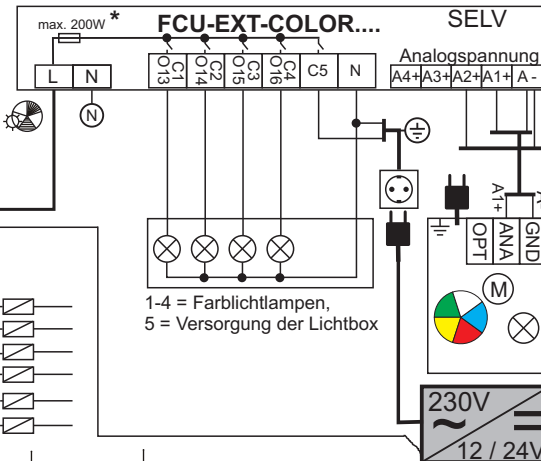 max. 200W *
FCU-EXT-COLOR....
SELV
Analogspannung
L N
O13 C1 O14 C2 O15 C3 O16 C4 C5 N
A4+ A3+ A2+ A1+ A -
N
A1+
OPT ANA GND
M
1-4 = Farblichtlampen,
5 = Versorgung der Lichtbox
230V
~ =
12 / 24V